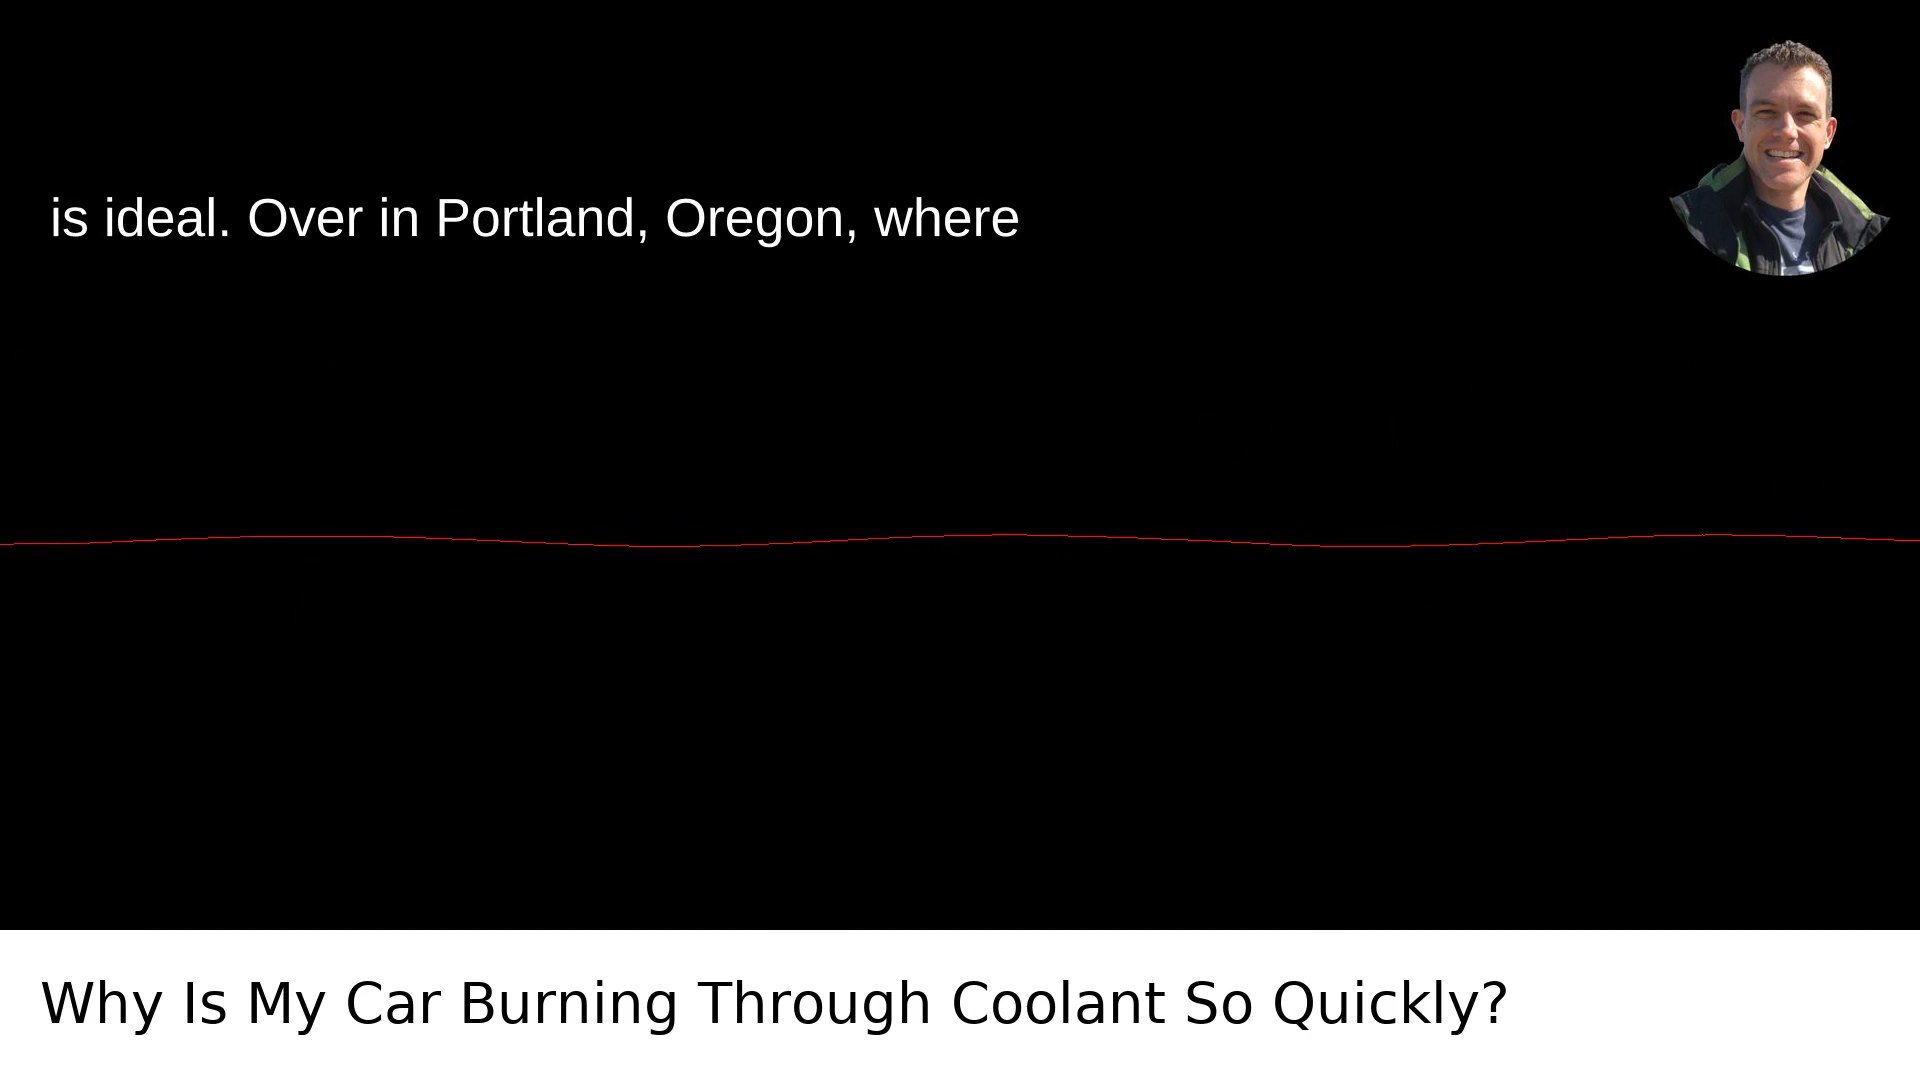 is ideal. Over in Portland, Oregon, where
Why Is My Car Burning Through Coolant So Quickly?